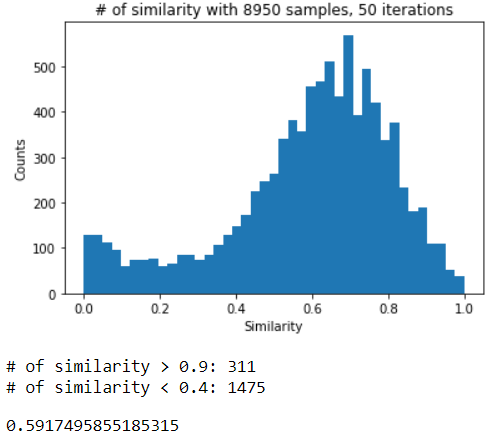 # of similarity with 8950 samples, 50 iterations
500
400
300
200
100
0
Counts
0.0 0.2 0.4 0.6 0.8 1.0
Similarity
# of similarity > 0.9: 311
# of similarity < 0.4: 1475
0.5917495855185315